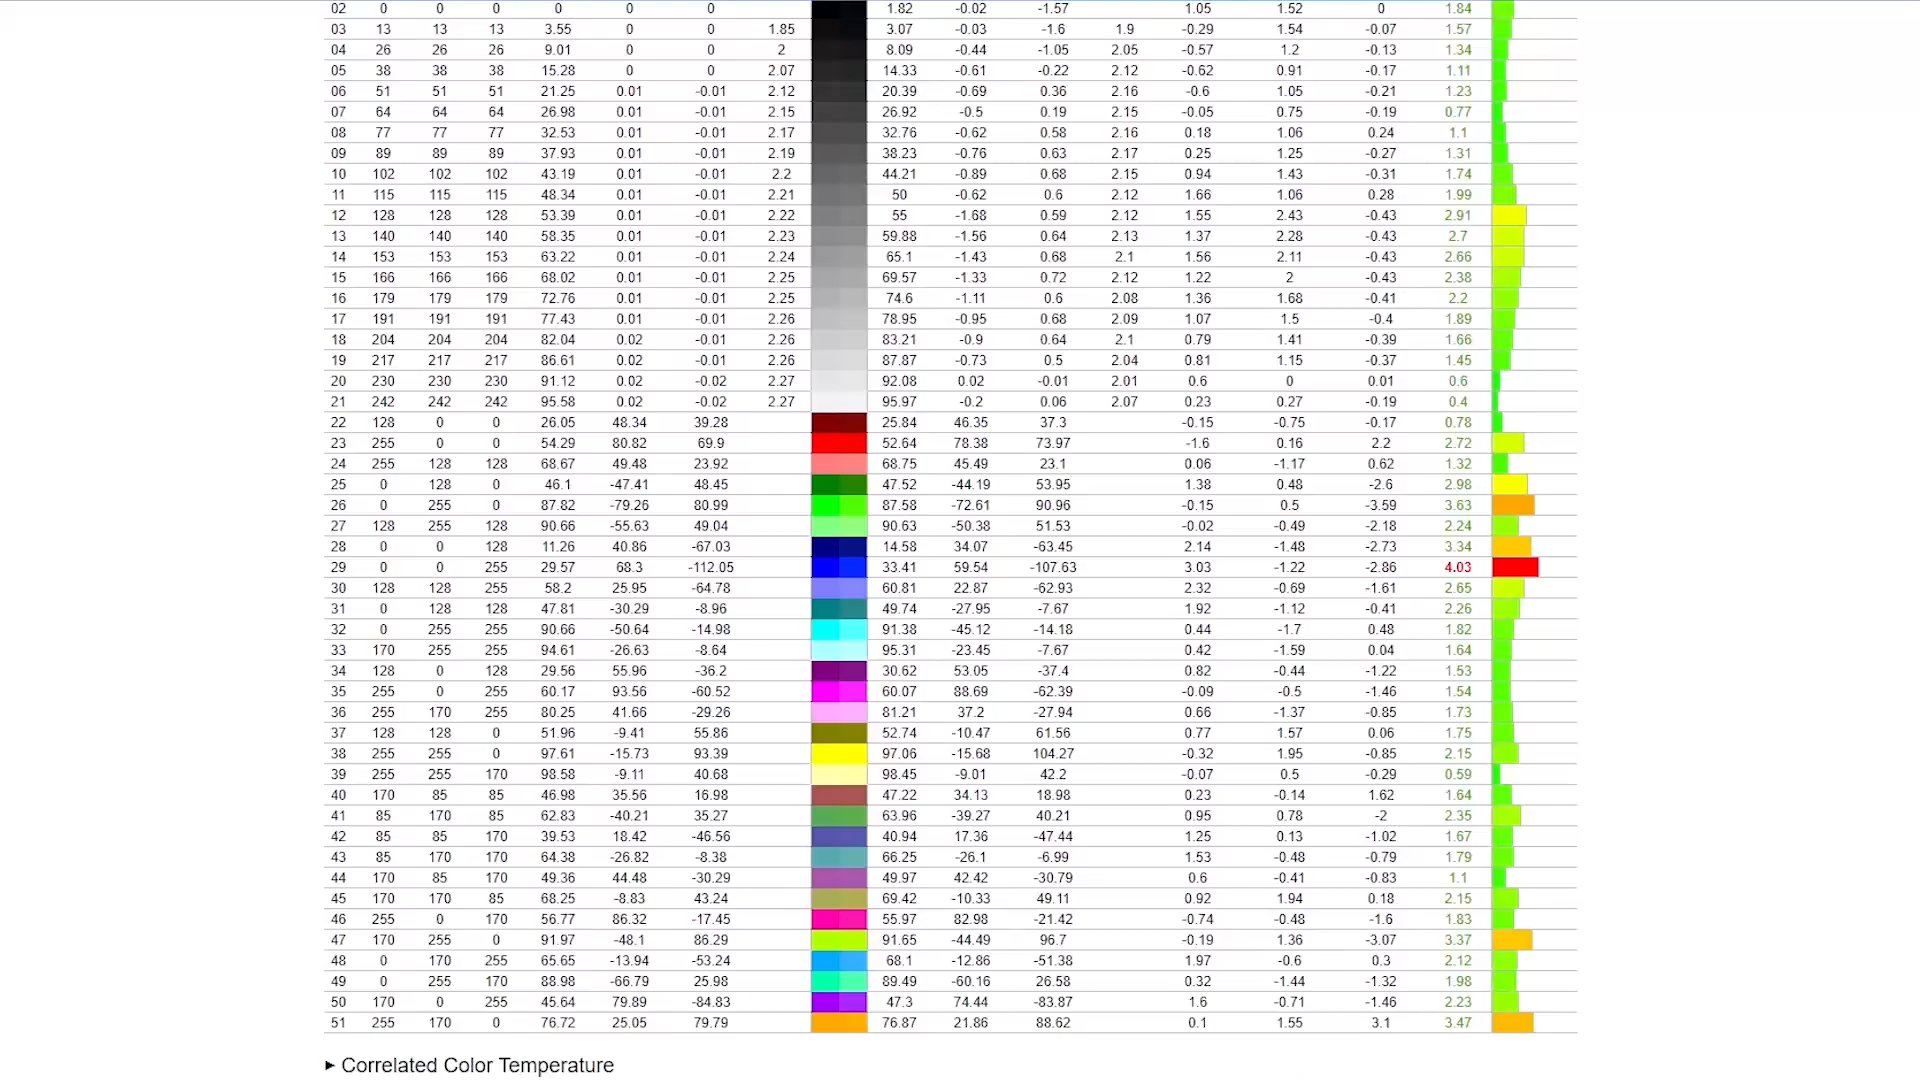 02 0 0 0 0 0 0 1.82 -0.02 -1.57 1.05 1.52 0 1.84
03 13 13 13 3.55 0 0 1.85 3.07 -0.03 -1.6 1.9 -0.29 1.54 -0.07 1.57
04 26 26 26 9.01 0 0 2 8.09 -0.44 -1.05 2.05 -0.57 1.2 -0.13 1.34
05 38 38 38 15.28 0 0 2.07 14.33 -0.61 -0.22 2.12 -0.62 0.91 -0.17 1.11
06 51 51 51 21.25 0.01 -0.01 2.12 20.39 -0.69 0.36 2.16 -0.6 1.05 -0.21 1.23
07 64 64 64 26.98 0.01 -0.01 2.15 26.92 -0.5 0.19 2.15 -0.05 0.75 -0.19 0.77
08 77 77 77 32.53 0.01 -0.01 2.17 32.76 -0.62 0.58 2.16 0.18 1.06 0.24 1.1
09 89 89 89 37.93 0.01 -0.01 2.19 38.23 -0.76 0.63 2.17 0.25 1.25 -0.27 1.31
10 102 102 102 43.19 0.01 -0.01 2.2 44.21 -0.89 0.68 2.15 0.94 1.43 -0.31 1.74
11 115 115 115 48.34 0.01 -0.01 2.21 50 -0.62 0.6 2.12 1.66 1.06 0.28 1.99
12 128 128 128 53.39 0.01 -0.01 2.22 55 -1.68 0.59 2.12 1.55 2.43 -0.43 2.91
13 140 140 140 58.35 0.01 -0.01 2.23 59.88 -1.56 0.64 2.13 1.37 2.28 -0.43 2.7
14 153 153 153 63.22 0.01 -0.01 2.24 65.1 -1.43 0.68 2.1 1.56 2.11 -0.43 2.66
15 166 166 166 68.02 0.01 -0.01 2.25 69.57 -1.33 0.72 2.12 1.22 2 -0.43 2.38
16 179 179 179 72.76 0.01 -0.01 2.25 74.6 -1.11 0.6 2.08 1.36 1.68 -0.41 2.2
17 191 191 191 77.43 0.01 -0.01 2.26 78.95 -0.95 0.68 2.09 1.07 1.5 -0.4 1.89
18 204 204 204 82.04 0.02 -0.01 2.26 83.21 -0.9 0.64 2.1 0.79 1.41 -0.39 1.66
19 217 217 217 86.61 0.02 -0.01 2.26 87.87 -0.73 0.5 2.04 0.81 1.15 -0.37 1.45
20 230 230 230 91.12 0.02 -0.02 2.27 92.08 0.02 -0.01 2.01 0.6 0 0.01 0.6
21 242 242 242 95.58 0.02 -0.02 2.27 95.97 -0.2 0.06 2.07 0.23 0.27 -0.19 0.4
22 128 0 0 26.05 48.34 39.28 25.84 46.35 37.3 -0.15 -0.75 -0.17 0.78
23 255 0 0 54.29 80.82 69.9 52.64 78.38 73.97 -1.6 0.16 2.2 2.72
24 255 128 128 68.67 49.48 23.92 68.75 45.49 23.1 0.06 -1.17 0.62 1.32
25 0 128 0 46.1 -47.41 48.45 47.52 -44.19 53.95 1.38 0.48 -2.6 2.98
26 0 255 0 87.82 -79.26 80.99 87.58 -72.61 90.96 -0.15 0.5 -3.59 3.63
27 128 255 128 90.66 -55.63 49.04 90.63 -50.38 51.53 -0.02 -0.49 -2.18 2.24
28 0 0 128 11.26 40.86 -67.03 14.58 34.07 -63.45 2.14 -1.48 -2.73 3.34
29 0 0 255 29.57 68.3 -112.05 33.41 59.54 -107.63 3.03 -1.22 -2.86 4.03
30 128 128 255 58.2 25.95 -64.78 60.81 22.87 -62.93 2.32 -0.69 -1.61 2.65
31 0 128 128 47.81 -30.29 -8.96 49.74 -27.95 -7.67 1.92 -1.12 -0.41 2.26
32 0 255 255 90.66 -50.64 -14.98 91.38 -45.12 -14.18 0.44 -1.7 0.48 1.82
33 170 255 255 94.61 -26.63 -8.64 95.31 -23.45 -7.67 0.42 -1.59 0.04 1.64
34 128 0 128 29.56 55.96 -36.2 30.62 53.05 -37.4 0.82 -0.44 -1.22 1.53
35 255 0 255 60.17 93.56 -60.52 60.07 88.69 -62.39 -0.09 -0.5 -1.46 1.54
36 255 170 255 80.25 41.66 -29.26 81.21 37.2 -27.94 0.66 -1.37 -0.85 1.73
37 128 128 0 51.96 -9.41 55.86 52.74 -10.47 61.56 0.77 1.57 0.06 1.75
38 255 255 0 97.61 -15.73 93.39 97.06 -15.68 104.27 -0.32 1.95 -0.85 2.15
39 255 255 170 98.58 -9.11 40.68 98.45 -9.01 42.2 -0.07 0.5 -0.29 0.59
40 170 85 85 46.98 35.56 16.98 47.22 34.13 18.98 0.23 -0.14 1.62 1.64
41 85 170 85 62.83 -40.21 35.27 63.96 -39.27 40.21 0.95 0.78 -2 2.35
42 85 85 170 39.53 18.42 -46.56 40.94 17.36 -47.44 1.25 0.13 -1.02 1.67
43 85 170 170 64.38 -26.82 -8.38 66.25 -26.1 -6.99 1.53 -0.48 -0.79 1.79
44 170 85 170 49.36 44.48 -30.29 49.97 42.42 -30.79 0.6 -0.41 -0.83 1.1
45 170 170 85 68.25 -8.83 43.24 69.42 -10.33 49.11 0.92 1.94 0.18 2.15
46 255 0 170 56.77 86.32 -17.45 55.97 82.98 -21.42 -0.74 -0.48 -1.6 1.83
47 170 255 0 91.97 -48.1 86.29 91.65 -44.49 96.7 -0.19 1.36 -3.07 3.37
48 0 170 255 65.65 -13.94 -53.24 68.1 -12.86 -51.38 1.97 -0.6 0.3 2.12
49 0 255 170 88.98 -66.79 25.98 89.49 -60.16 26.58 0.32 -1.44 -1.32 1.98
50 170 0 255 45.64 79.89 -84.83 47.3 74.44 -83.87 1.6 -0.71 -1.46 2.23
51 255 170 0 76.72 25.05 79.79 76.87 21.86 88.62 0.1 1.55 3.1 3.47
► Correlated Color Temperature